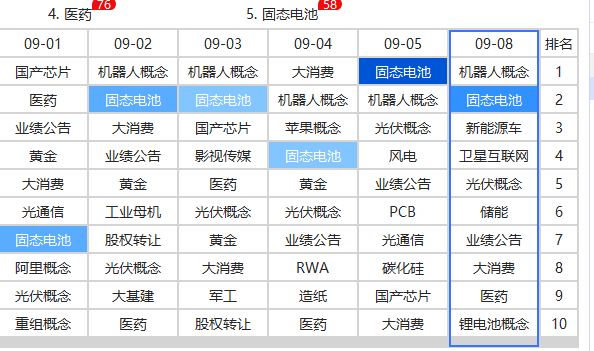 4. 医药 76 5. 固态电池 58
09-01 09-02 09-03 09-04 09-05 09-08 排名
国产芯片 机器人概念 机器人概念 大消费 固态电池 机器人概念 1
医药 固态电池 固态电池 机器人概念 机器人概念 固态电池 2
业绩公告 大消费 国产芯片 苹果概念 光伏概念 新能源车 3
黄金 业绩公告 影视传媒 固态电池 风电 卫星互联网 4
大消费 黄金 医药 黄金 业绩公告 光伏概念 5
光通信 工业母机 光伏概念 光伏概念 PCB 储能 6
固态电池 股权转让 黄金 业绩公告 光通信 业绩公告 7
阿里概念 光伏概念 大消费 RWA 碳化硅 大消费 8
光伏概念 大基建 军工 造纸 国产芯片 医药 9
重组概念 医药 股权转让 医药 大消费 锂电池概念 10